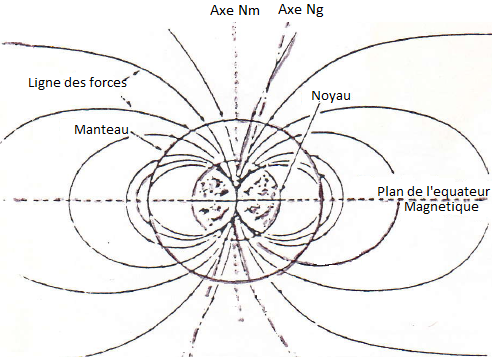 Axe Nm
Axe Ng
Ligne des forces
Noyau
Manteau
Plan de l'equateur
Magnetique